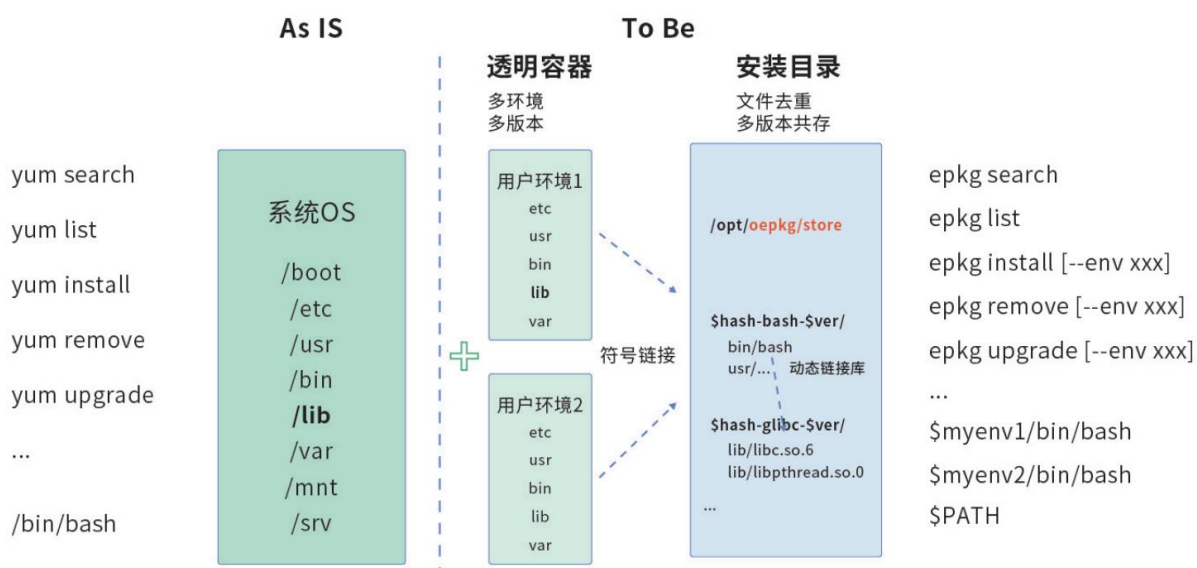 As IS
To Be
yum search
yum list
yum install
yum remove
yum upgrade
...
/bin/bash
系统OS
/boot
/etc
/usr
/bin
/lib
/var
/mnt
/srv
透明容器
多环境
多版本
用户环境1
etc
usr
bin
lib
var
用户环境2
etc
usr
bin
lib
var
符号链接
安装目录
文件去重
多版本共存
/opt/oepkg/store
$hash-bash-$ver/
bin/bash
usr/... 动态链接库
$hash-glibc-$ver/
lib/libc.so.6
lib/libpthread.so.0
...
epkg search
epkg list
epkg install [--env xxx]
epkg remove [--env xxx]
epkg upgrade [--env xxx]
...
$myenv1/bin/bash
$myenv2/bin/bash
$PATH